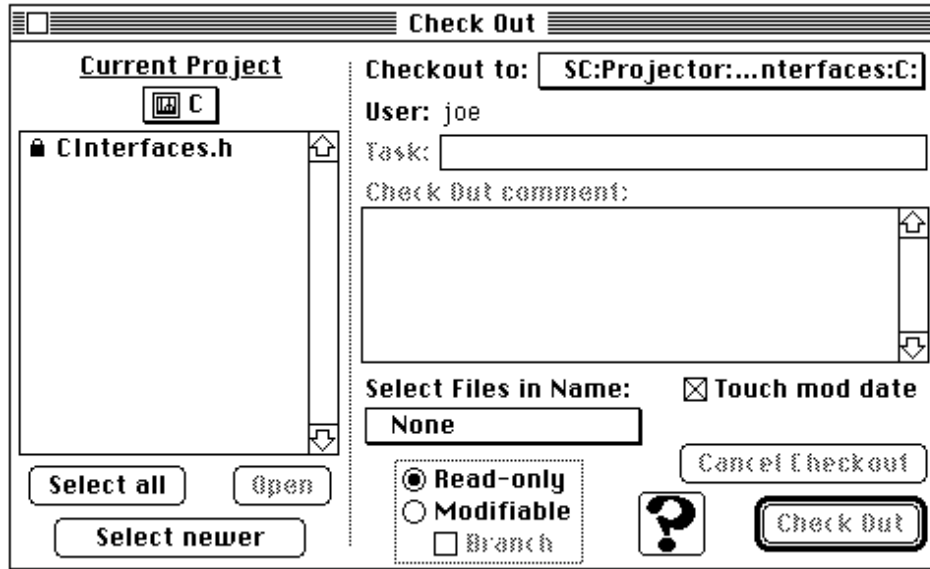 Check Out
Current Project
C
CInterfaces.h
Select all
Open
Select newer
Checkout to:
SC:Projector:...nterfaces:C:
User: joe
Task:
Check Out comment:
Select Files in Name:
Touch mod date
None
Read-only
Modifiable
Branch
Cancel Checkout
?
Check Out